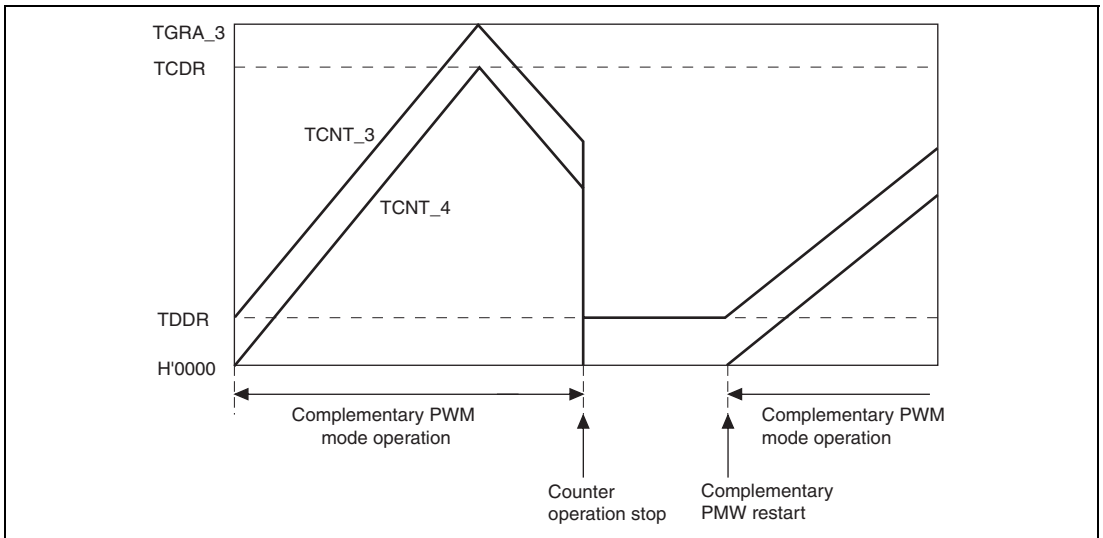 TGRA_3
TCDR
TCNT_3
TCNT_4
TDDR
H'0000
Complementary PWM
mode operation
Complementary PWM
mode operation
Counter
operation stop
Complementary
PMW restart